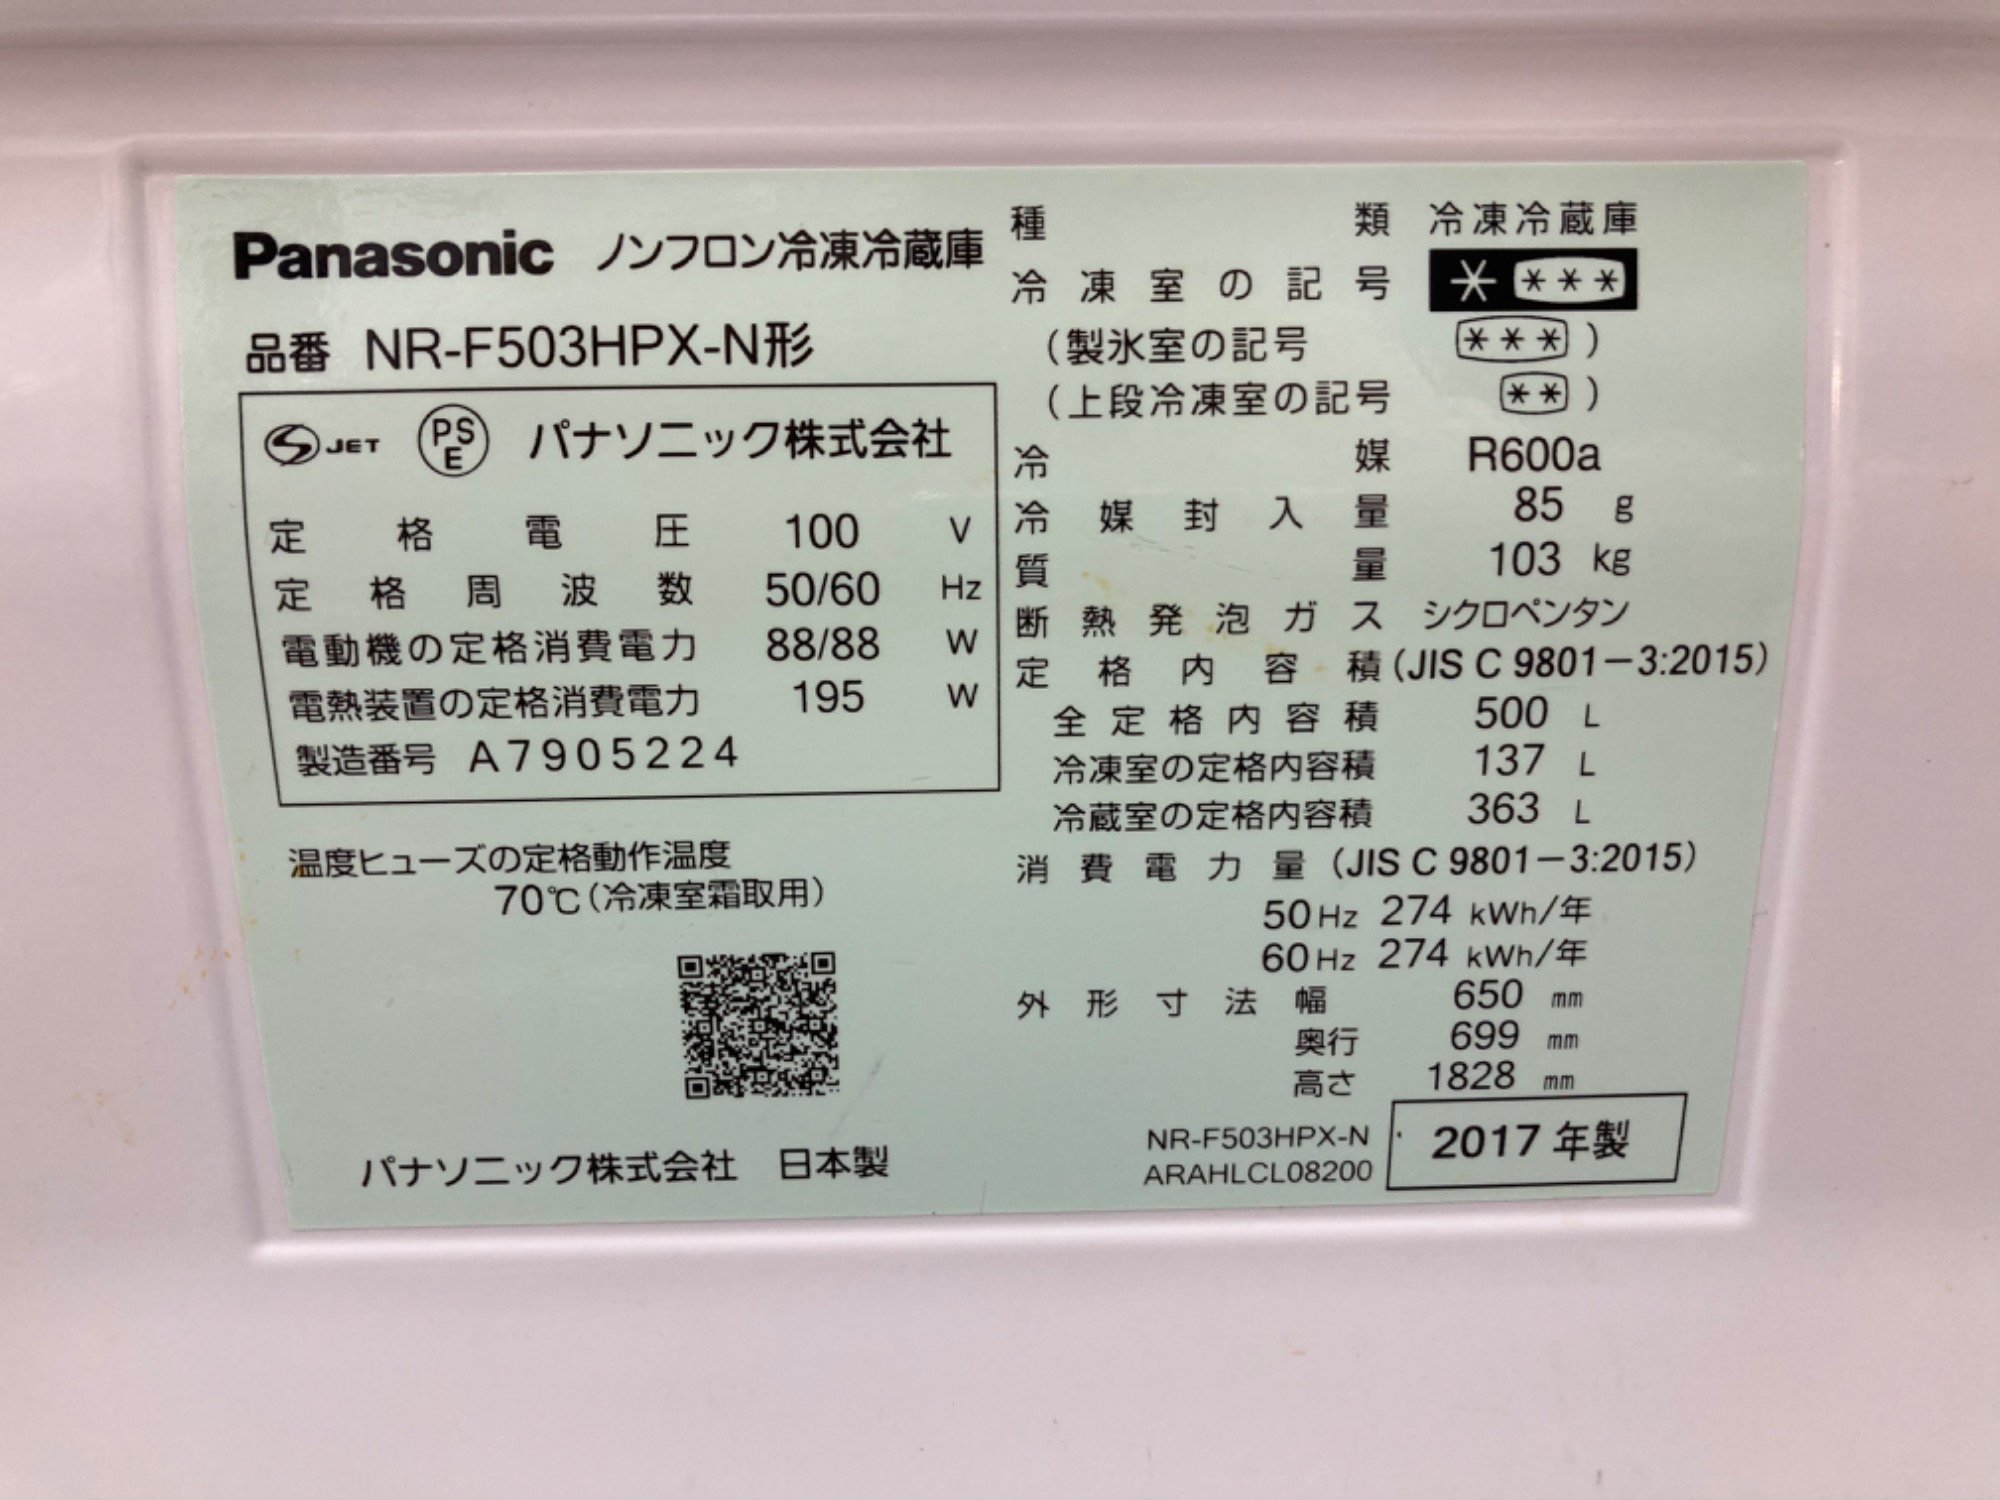 Panasonic ノンフロン冷凍冷蔵庫
品番 NR-F503HPX-N形
S JET PSE パナソニック株式会社
定格電圧 100 V
定格周波数 50/60 Hz
電動機の定格消費電力 88/88 W
電熱装置の定格消費電力 195 W
製造番号 A7905224
温度ヒューズの定格動作温度
70℃(冷凍室霜取用)
パナソニック株式会社 日本製
種類 冷凍冷蔵庫
冷凍室の記号 * ***
(製氷室の記号 ***)
(上段冷凍室の記号 **)
冷媒 R600a
冷媒封入量 85 g
質量 103 kg
断熱発泡ガス シクロペンタン
定格内容積(JIS C 9801-3:2015)
全定格内容積 500 L
冷凍室の定格内容積 137 L
冷蔵室の定格内容積 363 L
消費電力量(JIS C 9801-3:2015)
50Hz 274 kWh/年
60Hz 274 kWh/年
外形寸法幅 650 mm
奥行 699 mm
高さ 1828 mm
NR-F503HPX-N
ARAHLCL08200
2017年製